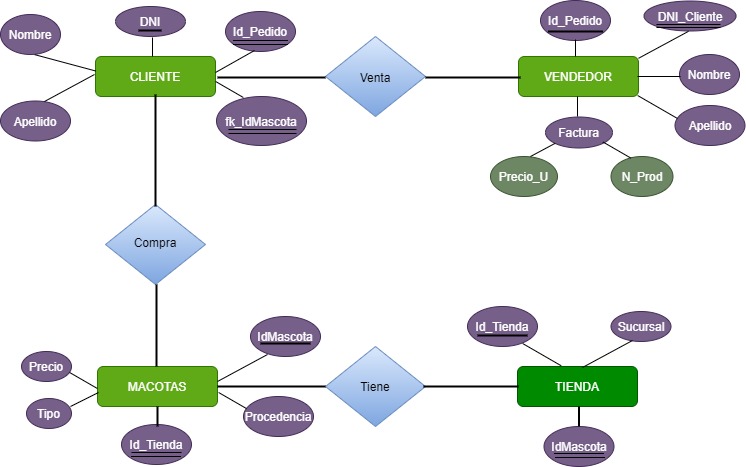 Nombre
DNI
Id_Pedido
CLIENTE
Apellido
fk_IdMascota
Venta
Id_Pedido
DNI_Cliente
VENDEDOR
Nombre
Apellido
Factura
Precio_U
N_Prod
Compra
IdMascota
Precio
MACOTAS
Tipo
Id_Tienda
Procedencia
Tiene
Id_Tienda
Sucursal
TIENDA
IdMascota